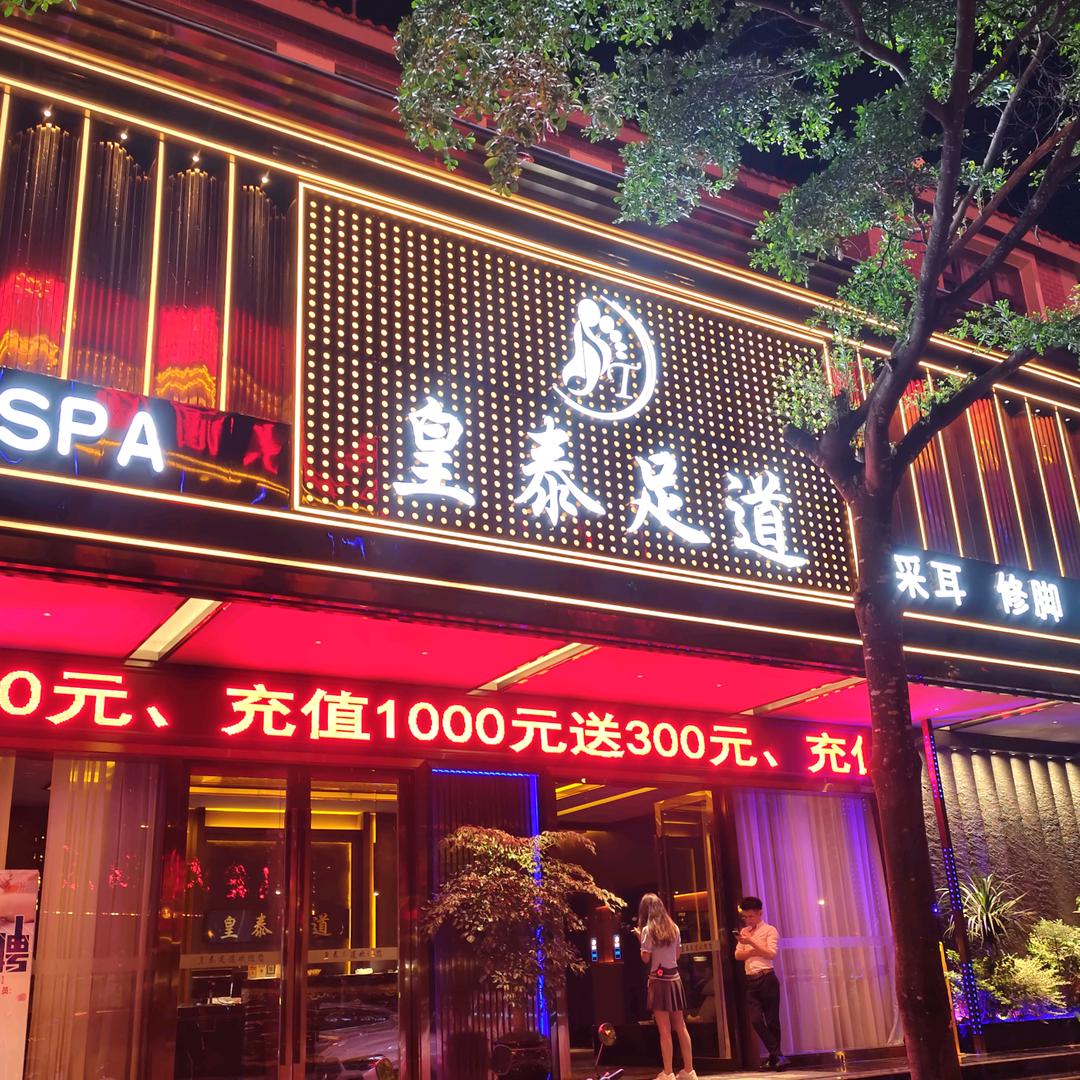 SPA
皇泰足道
采耳 修脚
0元、充值1000元送300元、充
皇泰 道
聘